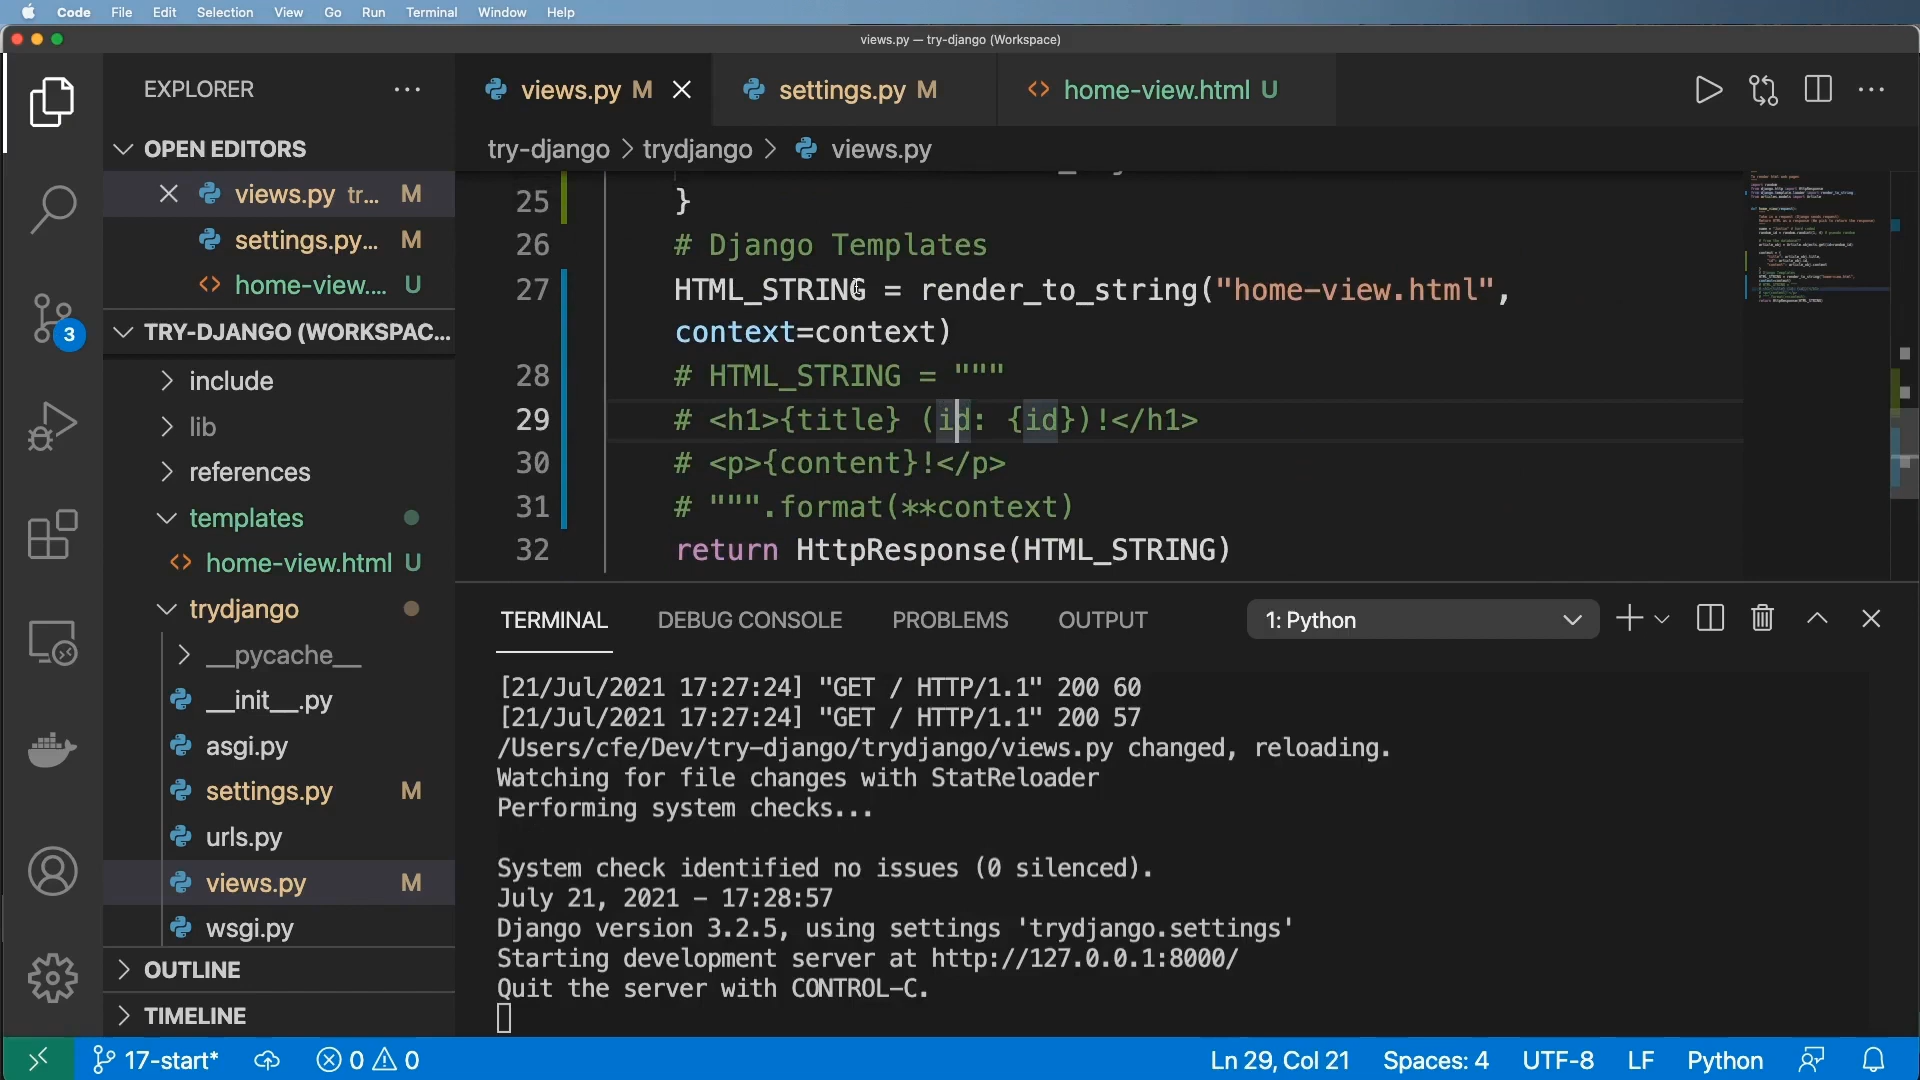 Code File Edit Selection View Go Run Terminal Window Help
views.py — try-django (Workspace)
EXPLORER
views.py M
settings.py M
home-view.html U
OPEN EDITORS
try-django > trydjango > views.py
views.py tr... M
settings.py... M
home-view.... U
TRY-DJANGO (WORKSPAC...
include
lib
references
templates
home-view.html U
trydjango
__pycache__
__init__.py
asgi.py
settings.py M
urls.py
views.py M
wsgi.py
OUTLINE
TIMELINE
3
25 }
26 # Django Templates
27 HTML_STRING = render_to_string("home-view.html",
context=context)
28 # HTML_STRING = """
29 # <h1>{title} (id: {id})!</h1>
30 # <p>{content}!</p>
31 # """.format(**context)
32 return HttpResponse(HTML_STRING)
TERMINAL DEBUG CONSOLE PROBLEMS OUTPUT 1: Python
[21/Jul/2021 17:27:24] "GET / HTTP/1.1" 200 60
[21/Jul/2021 17:27:24] "GET / HTTP/1.1" 200 57
/Users/cfe/Dev/try-django/trydjango/views.py changed, reloading.
Watching for file changes with StatReloader
Performing system checks...
System check identified no issues (0 silenced).
July 21, 2021 - 17:28:57
Django version 3.2.5, using settings 'trydjango.settings'
Starting development server at http://127.0.0.1:8000/
Quit the server with CONTROL-C.
17-start* 0 0 Ln 29, Col 21 Spaces: 4 UTF-8 LF Python